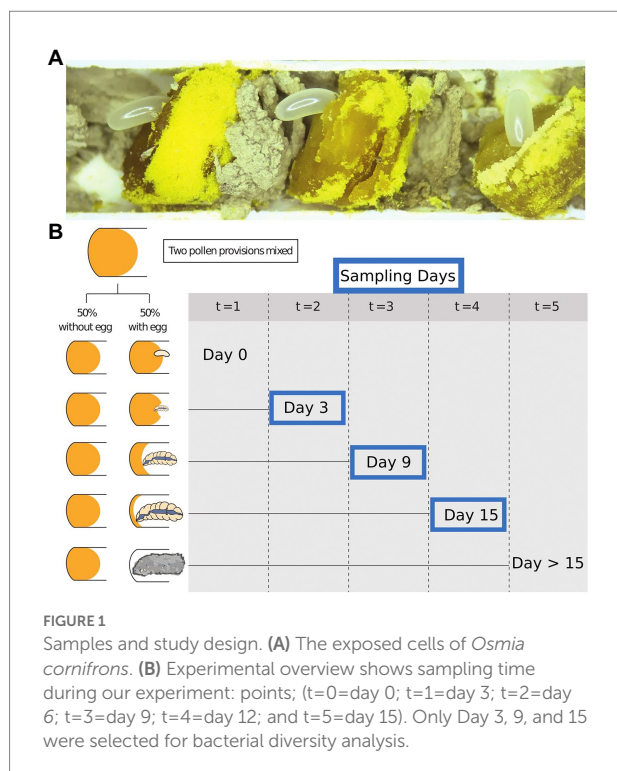 A
B
Two pollen provisions mixed
Sampling Days
50% 50%
without egg with egg
t=1 t=2 t=3 t=4 t=5
Day 0
Day 3
Day 9
Day 15
Day > 15
FIGURE 1
Samples and study design. (A) The exposed cells of Osmia
cornifrons. (B) Experimental overview shows sampling time
during our experiment: points; (t=0=day 0; t=1=day 3; t=2=day
6; t=3=day 9; t=4=day 12; and t=5=day 15). Only Day 3, 9, and 15
were selected for bacterial diversity analysis.